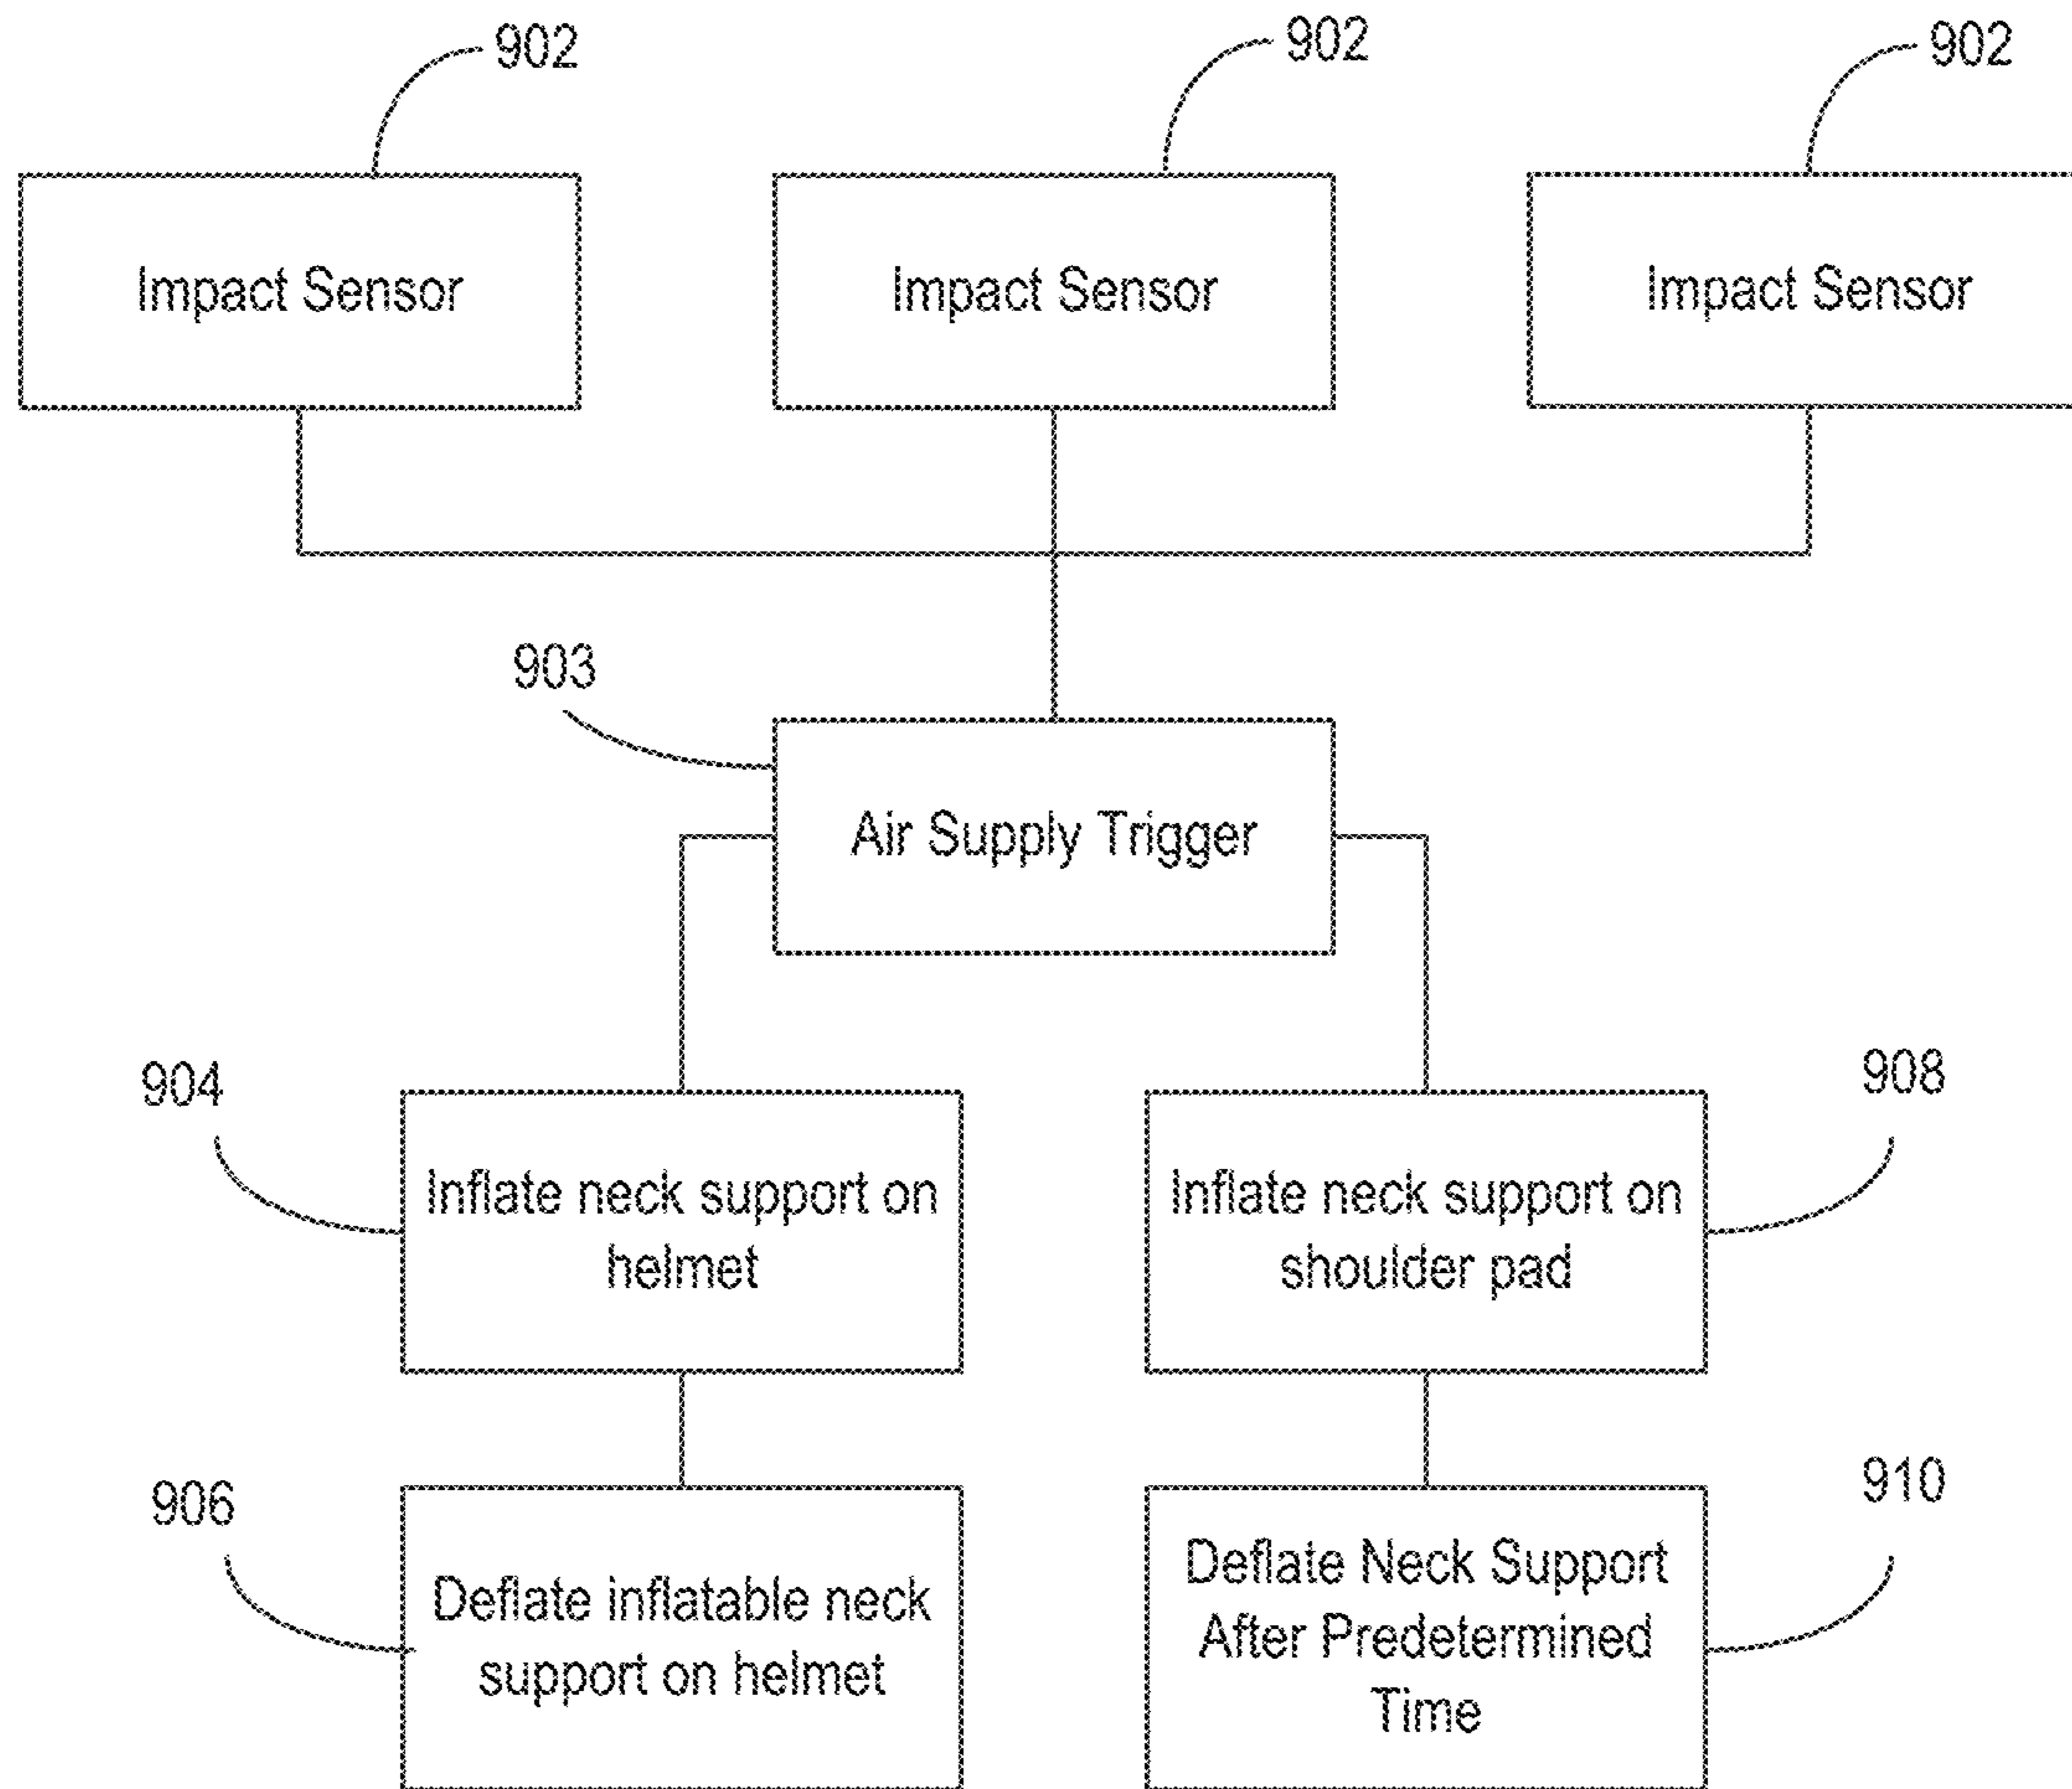 902
902
902
Impact Sensor
Impact Sensor
Impact Sensor
903
Air Supply Trigger
904
908
Inflate neck support on
helmet
Inflate neck support on
shoulder pad
906
910
Deflate inflatable neck
support on helmet
Deflate Neck Support
After Predetermined
Time